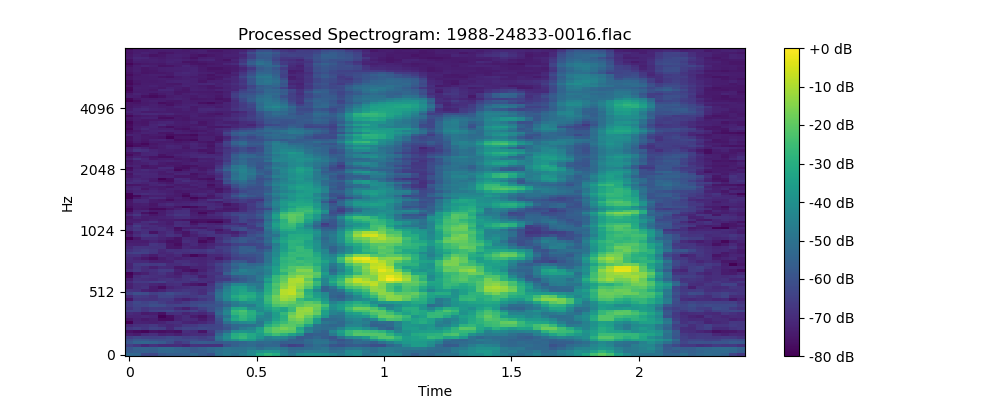 Processed Spectrogram: 1988-24833-0016.flac
Hz
4096
2048
1024
512
0
0
0.5
1
1.5
2
Time
+0 dB
-10 dB
-20 dB
-30 dB
-40 dB
-50 dB
-60 dB
-70 dB
-80 dB